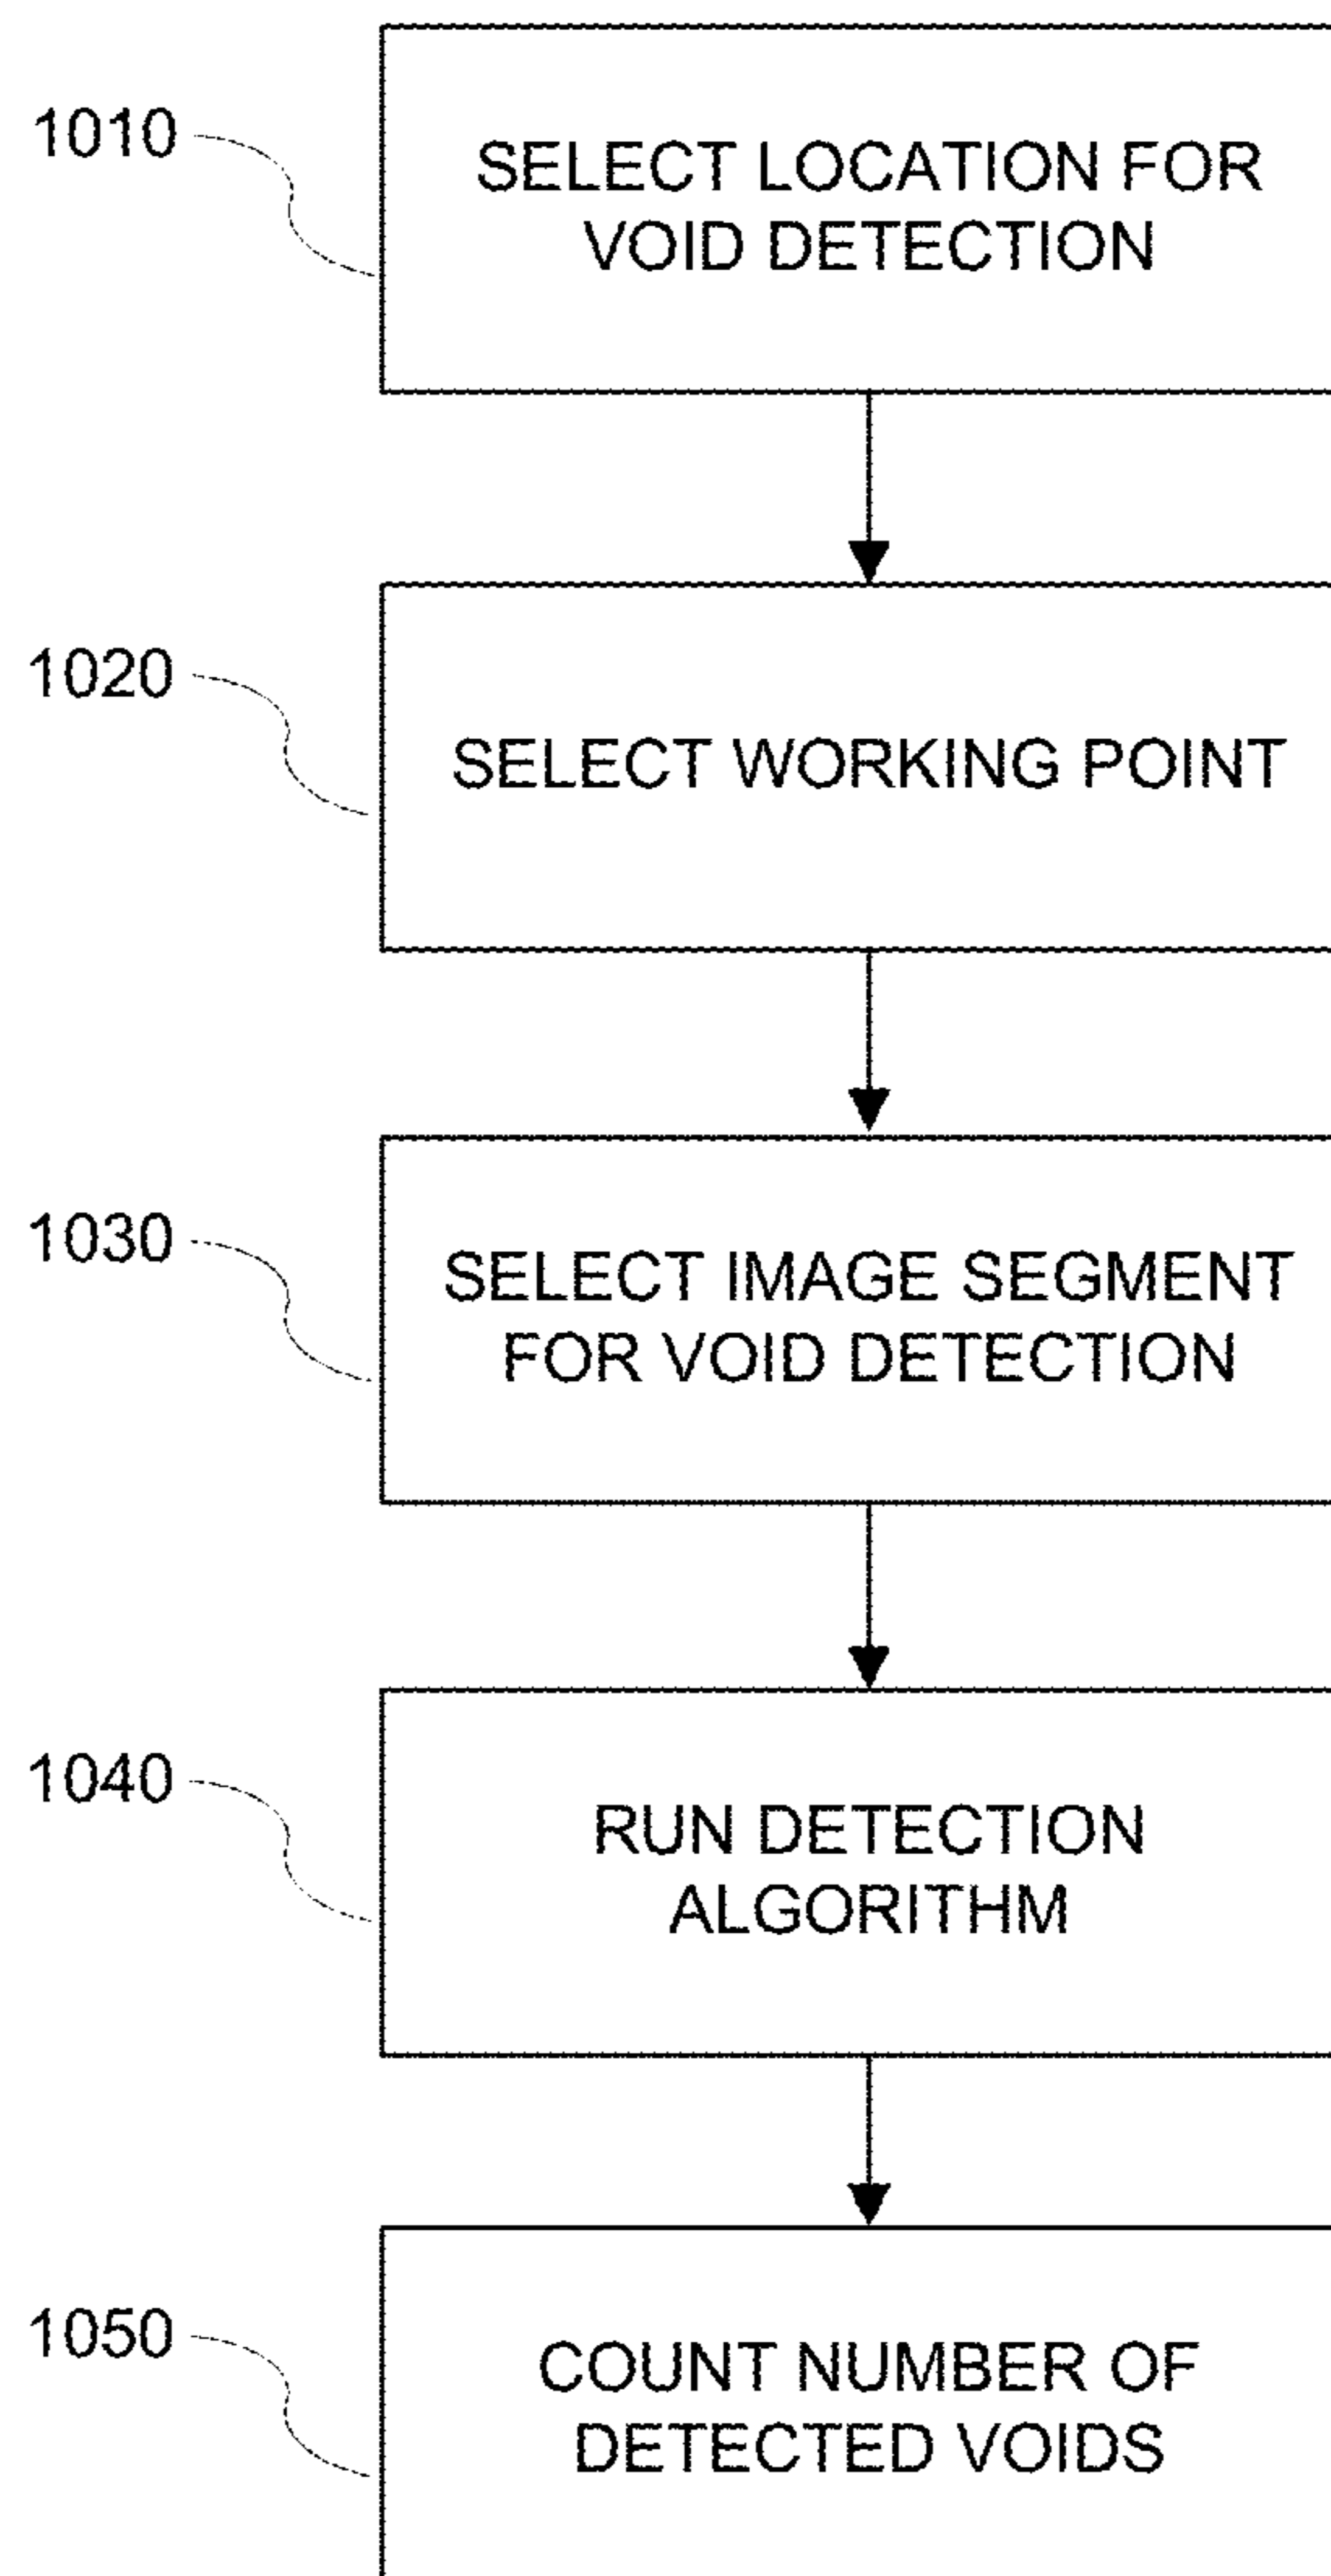 1010
SELECT LOCATION FOR
VOID DETECTION
1020
SELECT WORKING POINT
1030
SELECT IMAGE SEGMENT
FOR VOID DETECTION
1040
RUN DETECTION
ALGORITHM
1050
COUNT NUMBER OF
DETECTED VOIDS